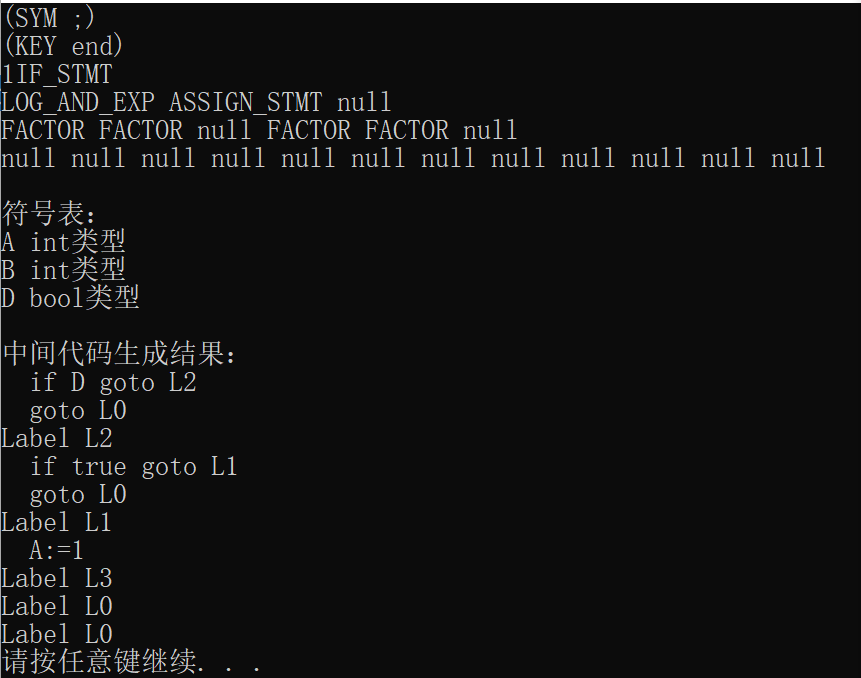 (SYM ;)
(KEY end)
1IF_STMT
LOG_AND_EXP ASSIGN_STMT null
FACTOR FACTOR null FACTOR FACTOR null
null null null null null null null null null null null null

符号表:
A int类型
B int类型
D bool类型

中间代码生成结果:
  if D goto L2
  goto L0
Label L2
  if true goto L1
  goto L0
Label L1
  A:=1
Label L3
Label L0
Label L0
请按任意键继续. . .